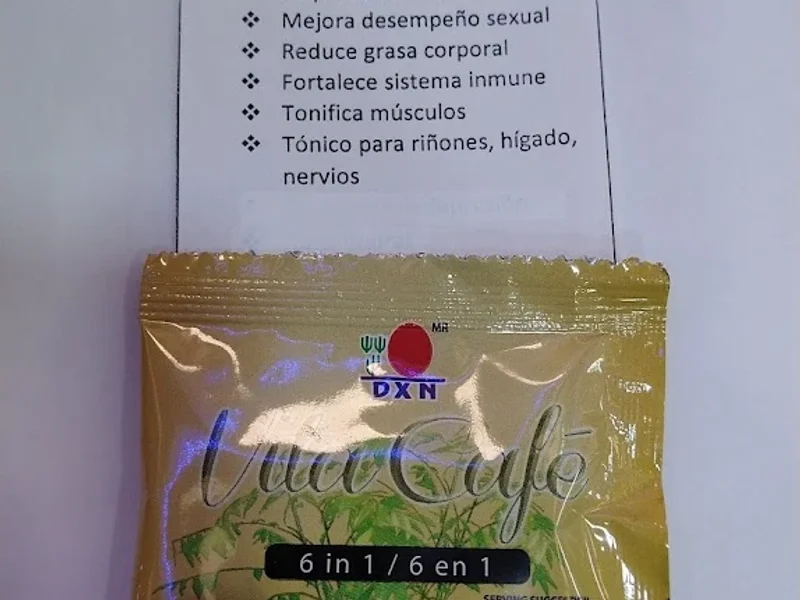 ❖ Mejora desempeño sexual
❖ Reduce grasa corporal
❖ Fortalece sistema inmune
❖ Tonifica músculos
❖ Tónico para riñones, hígado,
nervios
MR
DXN
Vita Café
6 in 1 / 6 en 1
SERVING